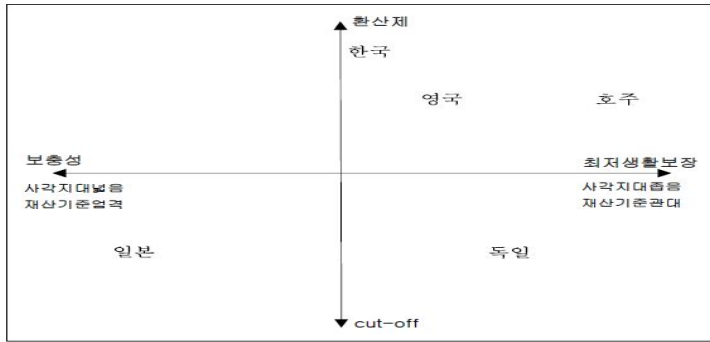 환산제
한국
영국 호주
보충성 최저생활보장
사각지대넓음 사각지대좁음
재산기준엄격 재산기준관대
일본 독일
cut-off